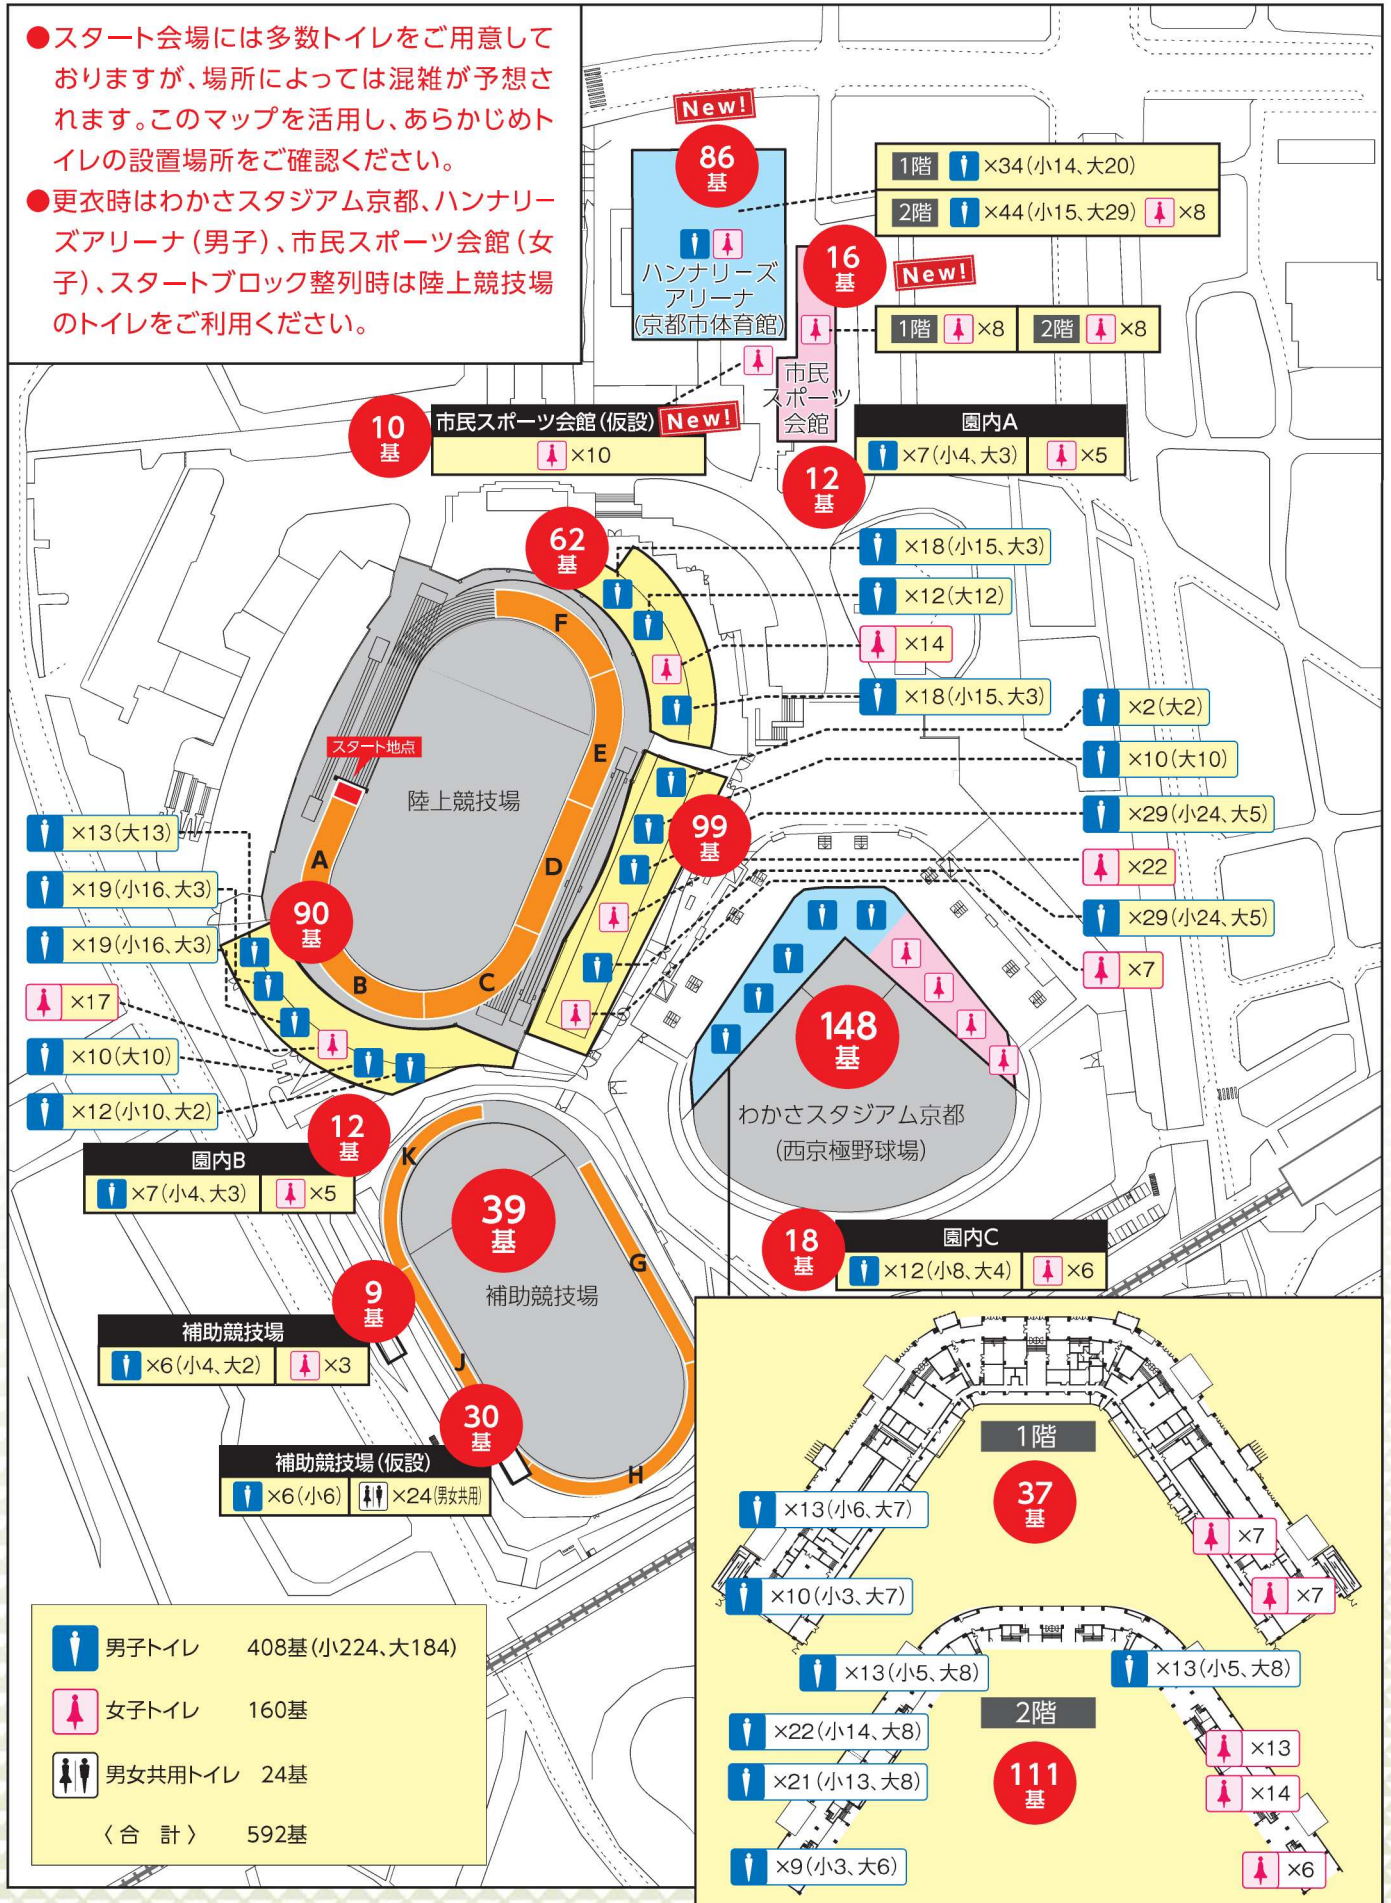 ●スタート会場には多数トイレをご用意して
おりますが、場所によっては混雑が予想さ
れます。このマップを活用し、あらかじめト
イレの設置場所をご確認ください。
●更衣時はわかさスタジアム京都、ハンナリー
ズアリーナ(男子)、市民スポーツ会館(女
子)、スタートブロック整列時は陸上競技場
のトイレをご利用ください。
New!
86
基
1階 ×34(小14、大20)
2階 ×44(小15、大29) ×8
ハンナリーズ
アリーナ
(京都市体育館)
16
基
New!
1階 ×8 2階 ×8
市民
スポーツ
会館
10
基
市民スポーツ会館(仮設) New!
×10
園内A
×7(小4、大3) ×5
12
基
62
基
×18(小15、大3)
×12(大12)
×14
×18(小15、大3)
F
E
D
C
B
A
スタート地点
陸上競技場
99
基
×2(大2)
×10(大10)
×29(小24、大5)
×22
×29(小24、大5)
×7
90
基
×13(大13)
×19(小16、大3)
×19(小16、大3)
×17
×10(大10)
×12(小10、大2)
148
基
わかさスタジアム京都
(西京極野球場)
12
基
園内B
×7(小4、大3) ×5
K
39
基
補助競技場
G
J
H
18
基
園内C
×12(小8、大4) ×6
9
基
補助競技場
×6(小4、大2) ×3
30
基
補助競技場(仮設)
×6(小6) ×24(男女共用)
1階
37
基
×13(小6、大7)
×10(小3、大7)
×7
×7
×13(小5、大8)
×13(小5、大8)
2階
111
基
×22(小14、大8)
×21(小13、大8)
×9(小3、大6)
×13
×14
×6
男子トイレ 408基(小224、大184)
女子トイレ 160基
男女共用トイレ 24基
〈合 計〉 592基